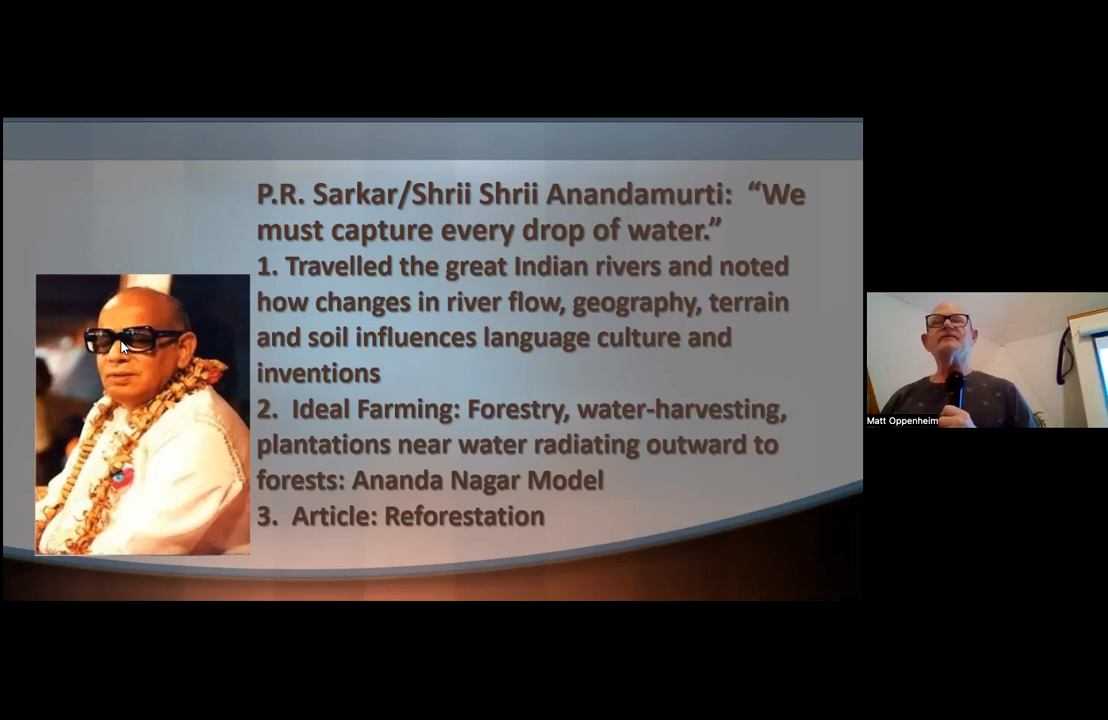 P.R. Sarkar/Shrii Shrii Anandamurti:  “We
must capture every drop of water.”
1. Travelled the great Indian rivers and noted
how changes in river flow, geography, terrain
and soil influences language culture and
inventions
2.  Ideal Farming: Forestry, water-harvesting,
plantations near water radiating outward to
forests: Ananda Nagar Model
3.  Article: Reforestation
Matt Oppenheim